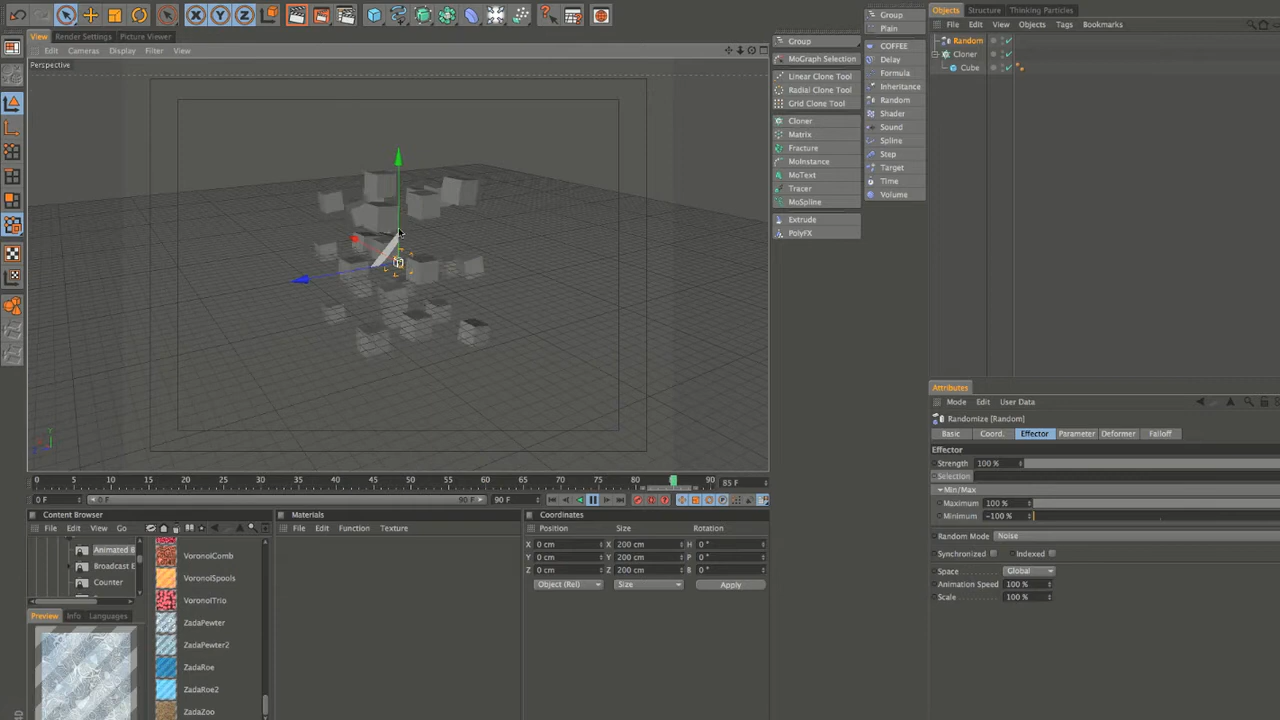 View Render Settings Picture Viewer
Edit Cameras Display Filter View
Perspective
0 5 10 15 20 25 30 35 40 45 50 55 60 65 70 75 80 85 90 85 F
0 F 0 F 90 F 90 F
Content Browser
File Edit View Go
Animated B
Broadcast E
Counter
VoronoiComb
VoronoiSpools
VoronoiTrio
ZadaPewter
ZadaPewter2
ZadaRoe
ZadaRoe2
ZadaZoo
Preview Info Languages
Materials
File Edit Function Texture
Coordinates
Position Size Rotation
X 0 cm X 200 cm H 0 °
Y 0 cm Y 200 cm P 0 °
Z 0 cm Z 200 cm B 0 °
Object (Rel) Size Apply
Group
MoGraph Selection
Linear Clone Tool
Radial Clone Tool
Grid Clone Tool
Cloner
Matrix
Fracture
MoInstance
MoText
Tracer
MoSpline
Extrude
PolyFX
Group
Plain
COFFEE
Delay
Formula
Inheritance
Random
Shader
Sound
Spline
Step
Target
Time
Volume
Objects Structure Thinking Particles
File Edit View Objects Tags Bookmarks
Random
Cloner
Cube
Attributes
Mode Edit User Data
Randomize [Random]
Basic Coord. Effector Parameter Deformer Falloff
Effector
Strength 100 %
Selection
Min/Max
Maximum 100 %
Minimum -100 %
Random Mode Noise
Synchronized Indexed
Space Global
Animation Speed 100 %
Scale 100 %